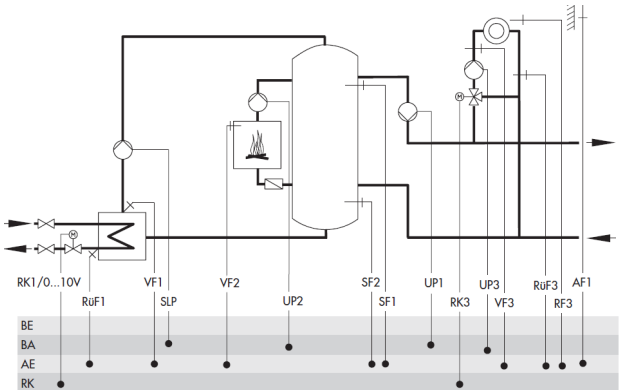 M
M
RK1/0...10V VF1 VF2 SF2 UP1 UP3 RüF3 AF1
RüF1 SLP UP2 SF1 RK3 VF3 RF3
BE
BA
AE
RK